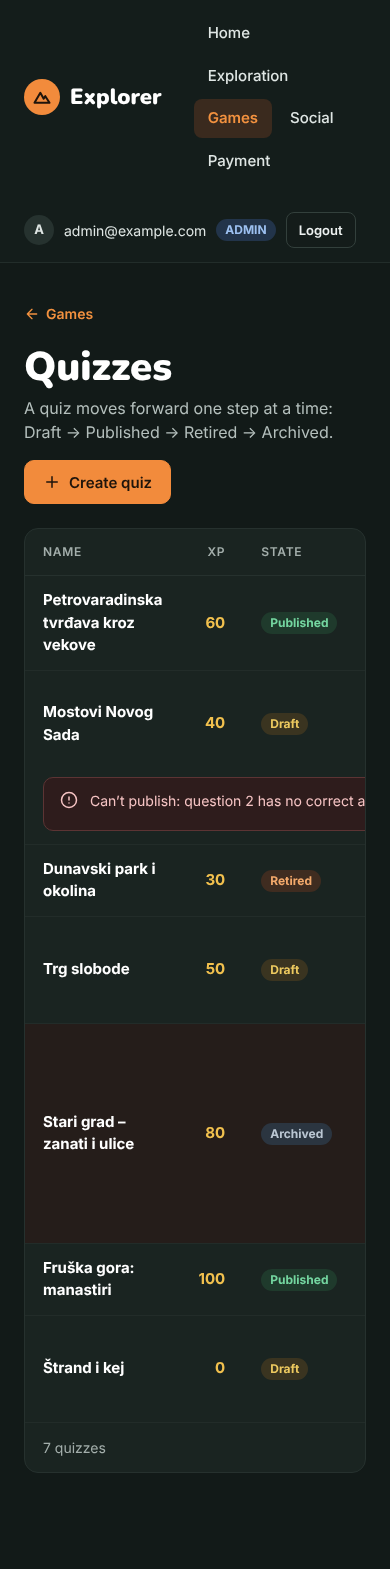 Home
Exploration
Explorer
Games Social
Payment
A admin@example.com ADMIN Logout
← Games
Quizzes
A quiz moves forward one step at a time:
Draft → Published → Retired → Archived.
+ Create quiz
NAME XP STATE
Petrovaradinska
tvrđava kroz
vekove
60 Published
Mostovi Novog
Sada
40 Draft
Can’t publish: question 2 has no correct a
Dunavski park i
okolina
30 Retired
Trg slobode 50 Draft
Stari grad –
zanati i ulice
80 Archived
Fruška gora:
manastiri
100 Published
Štrand i kej 0 Draft
7 quizzes